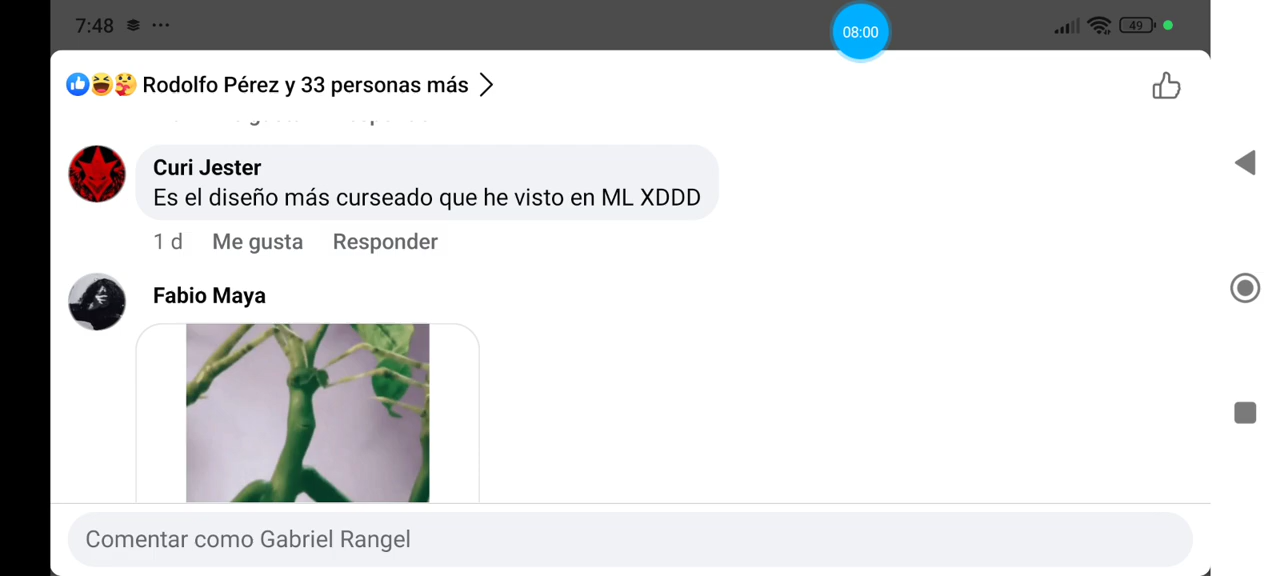 7:48
08:00
49
Rodolfo Pérez y 33 personas más
Curi Jester
Es el diseño más curseado que he visto en ML XDDD
1 d Me gusta Responder
Fabio Maya
Comentar como Gabriel Rangel